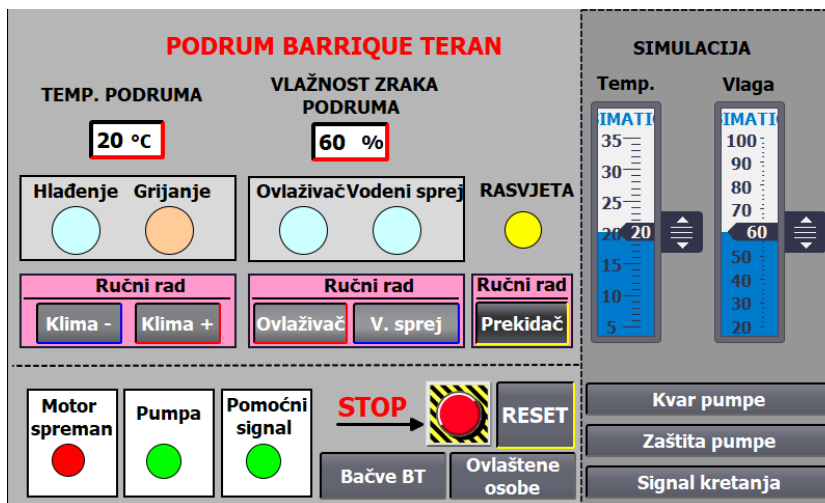 PODRUM BARRIQUE TERAN
TEMP. PODRUMA
VLAŽNOST ZRAKA
PODRUMA
20 °C
60 %
Hlađenje Grijanje
Ovlaživač Vodeni sprej
RASVJETA
Ručni rad
Klima -
Klima +
Ručni rad
Ovlaživač
V. sprej
Ručni rad
Prekidač
Motor
spreman
Pumpa
Pomoćni
signal
STOP
RESET
Bačve BT
Ovlaštene
osobe
SIMULACIJA
Temp.
Vlaga
SIMATI
35
30
25
20
20
15
10
5
SIMATI
100
90
80
70
60
50
40
30
20
Kvar pumpe
Zaštita pumpe
Signal kretanja